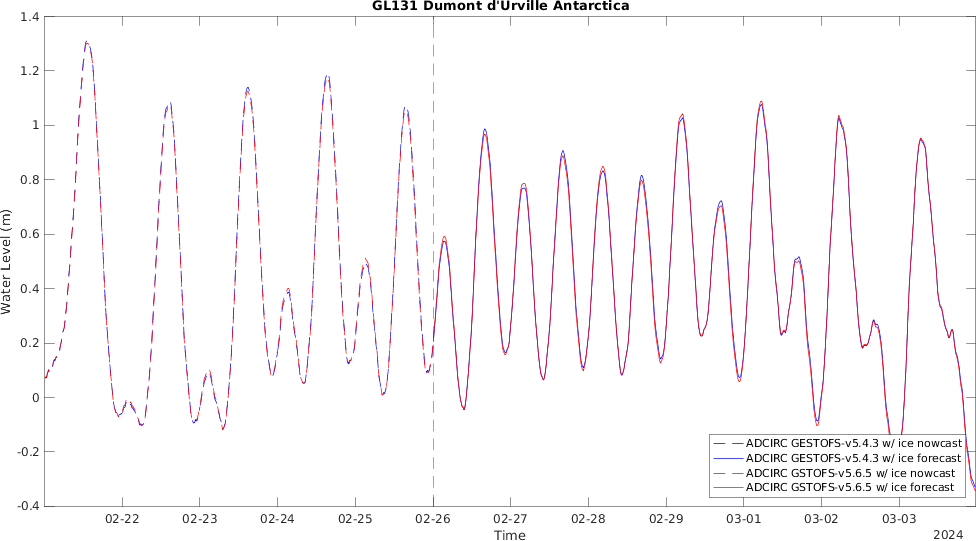 GL131 Dumont d'Urville Antarctica
1.4
1.2
1
0.8
0.6
0.4
0.2
0
-0.2
-0.4
Water Level (m)
ADCIRC GESTOFS-v5.4.3 w/ ice nowcast
ADCIRC GESTOFS-v5.4.3 w/ ice forecast
ADCIRC GSTOFS-v5.6.5 w/ ice nowcast
ADCIRC GSTOFS-v5.6.5 w/ ice forecast
02-22 02-23 02-24 02-25 02-26 02-27 02-28 02-29 03-01 03-02 03-03
Time
2024